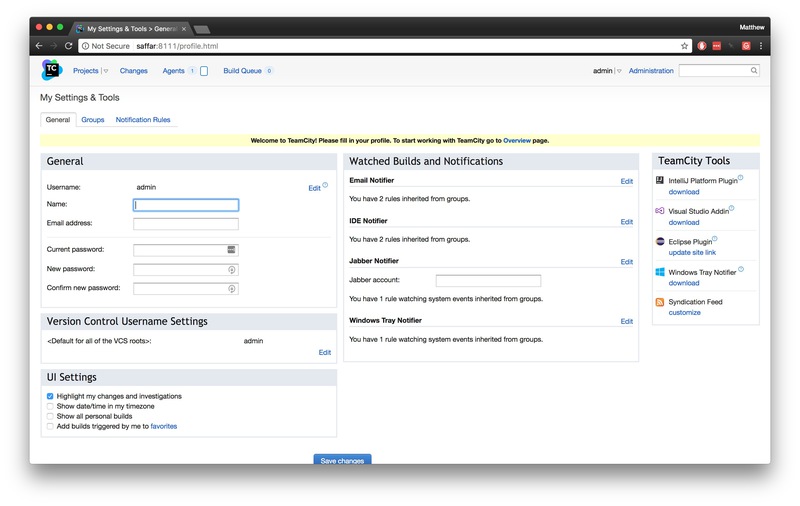 My Settings & Tools > General
Matthew
Not Secure saffar:8111/profile.html
TC
Projects Changes Agents 1 Build Queue 0 admin Administration
My Settings & Tools
General Groups Notification Rules
Welcome to TeamCity! Please fill in your profile. To start working with TeamCity go to Overview page.
General
Username: admin Edit
Name:
Email address:
Current password:
New password:
Confirm new password:
Version Control Username Settings
<Default for all of the VCS roots>: admin
Edit
UI Settings
Highlight my changes and investigations
Show date/time in my timezone
Show all personal builds
Add builds triggered by me to favorites
Save changes
Watched Builds and Notifications
Email Notifier Edit
You have 2 rules inherited from groups.
IDE Notifier Edit
You have 2 rules inherited from groups.
Jabber Notifier Edit
Jabber account:
You have 1 rule watching system events inherited from groups.
Windows Tray Notifier Edit
You have 1 rule watching system events inherited from groups.
TeamCity Tools
IntelliJ Platform Plugin
download
Visual Studio Addin
download
Eclipse Plugin
update site link
Windows Tray Notifier
download
Syndication Feed
customize